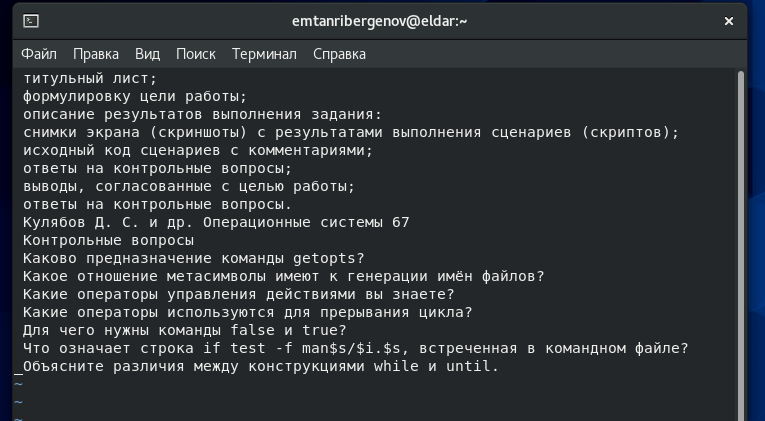 emtanribergenov@eldar:~
Файл Правка Вид Поиск Терминал Справка
титульный лист;
формулировку цели работы;
описание результатов выполнения задания:
снимки экрана (скриншоты) с результатами выполнения сценариев (скриптов);
исходный код сценариев с комментариями;
ответы на контрольные вопросы;
выводы, согласованные с целью работы;
ответы на контрольные вопросы.
Кулябов Д. С. и др. Операционные системы 67
Контрольные вопросы
Каково предназначение команды getopts?
Какое отношение метасимволы имеют к генерации имён файлов?
Какие операторы управления действиями вы знаете?
Какие операторы используются для прерывания цикла?
Для чего нужны команды false и true?
Что означает строка if test -f man$s/$i.$s, встреченная в командном файле?
Объясните различия между конструкциями while и until.
~
~
~